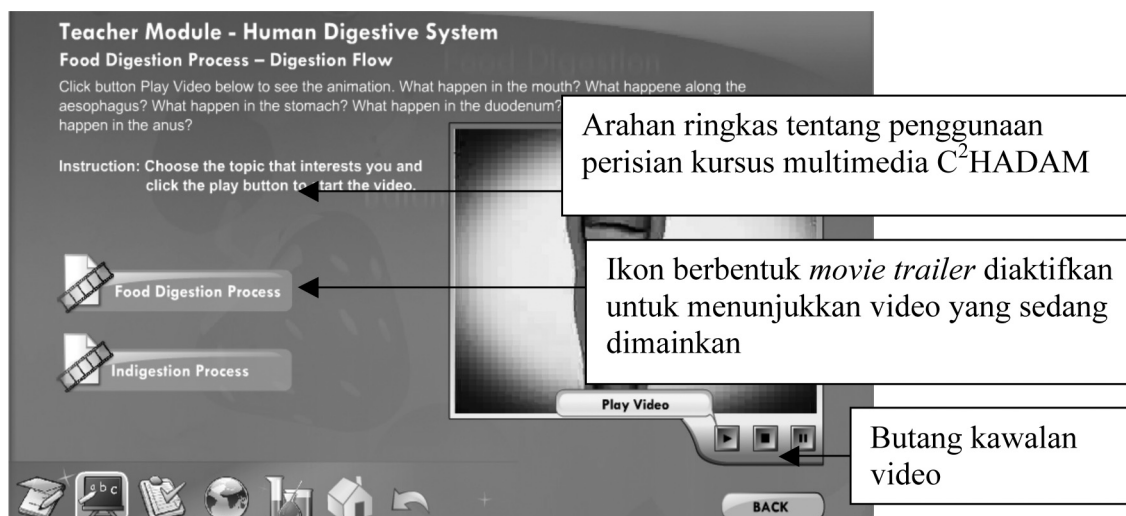 Teacher Module - Human Digestive System
Food Digestion Process – Digestion Flow
Food Digestion
Click button Play Video below to see the animation. What happen in the mouth? What happene along the
aesophagus? What happen in the stomach? What happen in the duodenum?
happen in the anus?
Instruction: Choose the topic that interests you and
click the play button to start the video.
Arahan ringkas tentang penggunaan
perisian kursus multimedia C²HADAM
Food Digestion Process
Ikon berbentuk movie trailer diaktifkan
untuk menunjukkan video yang sedang
dimainkan
Indigestion Process
Play Video
Butang kawalan
video
abc
BACK